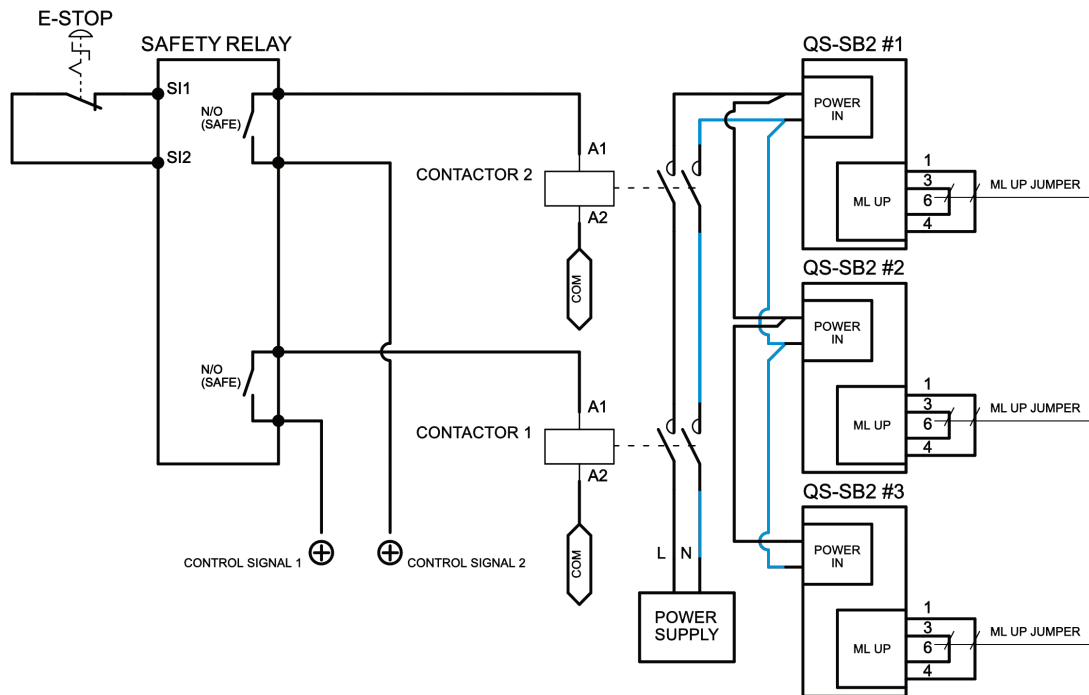 E-STOP
SAFETY RELAY
SI1
SI2
N/O
(SAFE)
N/O
(SAFE)
CONTROL SIGNAL 1
CONTROL SIGNAL 2
CONTACTOR 2
A1
A2
COM
CONTACTOR 1
A1
A2
COM
L
N
POWER
SUPPLY
QS-SB2 #1
POWER
IN
ML UP
1
3
6
4
ML UP JUMPER
QS-SB2 #2
POWER
IN
ML UP
1
3
6
4
ML UP JUMPER
QS-SB2 #3
POWER
IN
ML UP
1
3
6
4
ML UP JUMPER